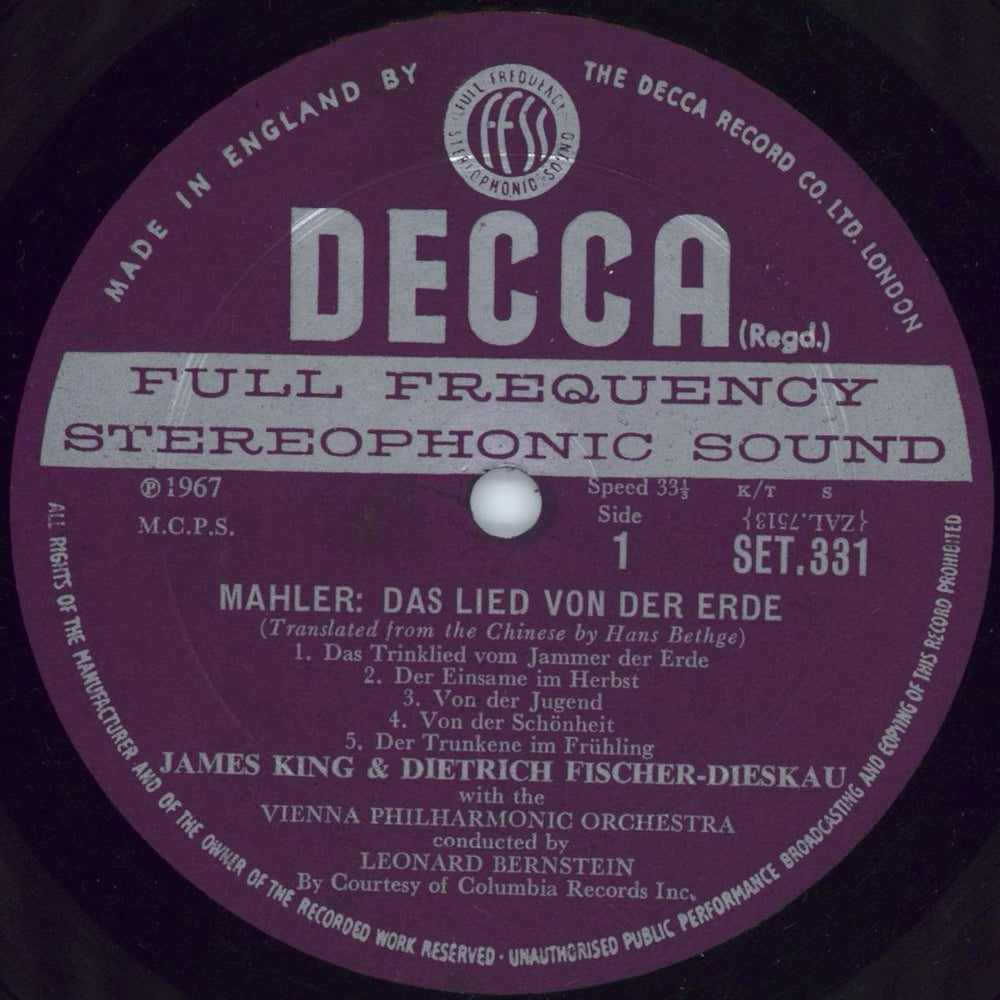 MADE IN ENGLAND BY
THE DECCA RECORD CO. LTD. LONDON
FULL FREQUENCY
FFSS
STEREOPHONIC SOUND
DECCA (Regd.)
FULL FREQUENCY
STEREOPHONIC SOUND
Ⓟ1967
M.C.P.S.
Speed 33⅓ K/T S
Side
1
{ZAL.7513}
SET.331
MAHLER: DAS LIED VON DER ERDE
(Translated from the Chinese by Hans Bethge)
1. Das Trinklied vom Jammer der Erde
2. Der Einsame im Herbst
3. Von der Jugend
4. Von der Schönheit
5. Der Trunkene im Frühling
JAMES KING & DIETRICH FISCHER-DIESKAU
with the
VIENNA PHILHARMONIC ORCHESTRA
conducted by
LEONARD BERNSTEIN
By Courtesy of Columbia Records Inc.
ALL RIGHTS OF THE MANUFACTURER AND OF THE OWNER OF THE RECORDED WORK RESERVED · UNAUTHORISED PUBLIC PERFORMANCE BROADCASTING AND COPYING OF THIS RECORD PROHIBITED